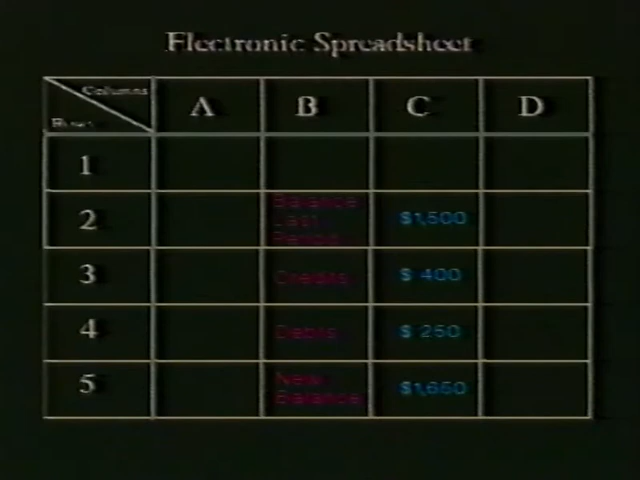 Electronic Spreadsheet
Columns
Rows
A B C D
1
2 Balance Last Period $1,500
3 Credits $ 400
4 Debits $ 250
5 New Balance $1,650